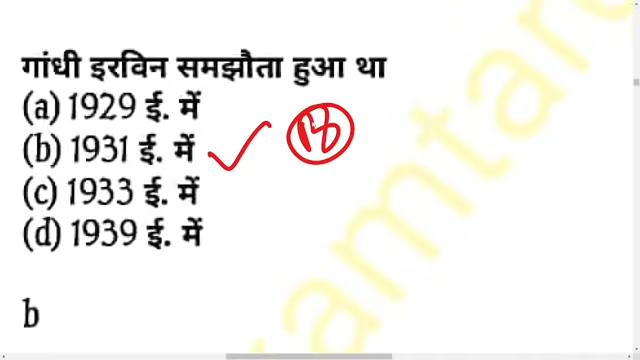 गांधी इरविन समझौता हुआ था
(a) 1929 ई. में
(b) 1931 ई. में
(c) 1933 ई. में
(d) 1939 ई. में
b